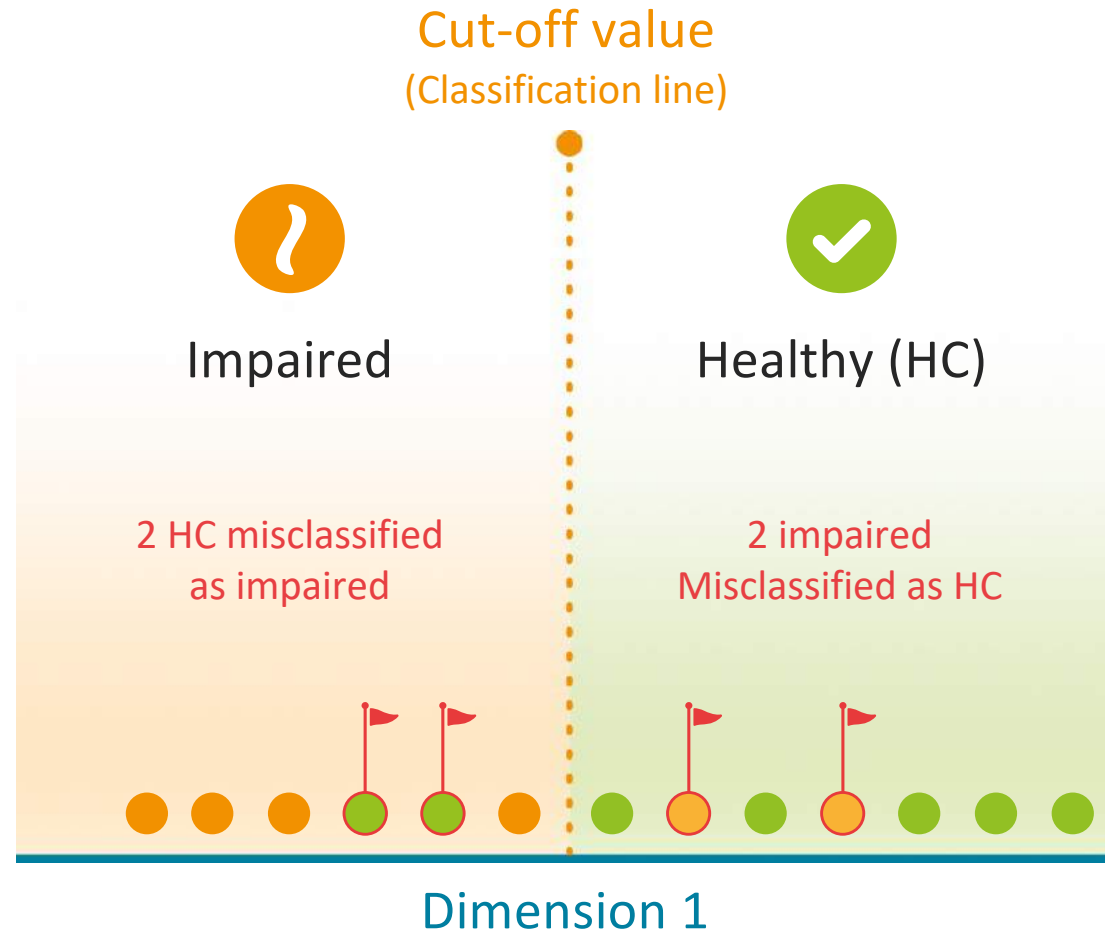 Cut-off value
(Classification line)
Impaired
Healthy (HC)
2 HC misclassified
as impaired
2 impaired
Misclassified as HC
Dimension 1